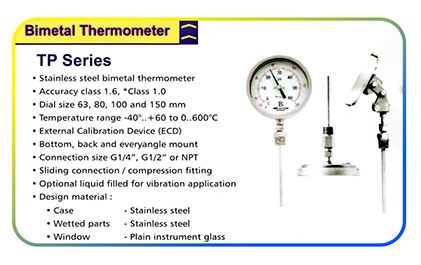 Bimetal Thermometer
TP Series
• Stainless steel bimetal thermometer
• Accuracy class 1.6, *Class 1.0
• Dial size 63, 80, 100 and 150 mm
• Temperature range -40°..+60 to 0..600°C
• External Calibration Device (ECD)
• Bottom, back and everyangle mount
• Connection size G1/4”, G1/2” or NPT
• Sliding connection / compression fitting
• Optional liquid filled for vibration application
• Design material :
• Case - Stainless steel
• Wetted parts - Stainless steel
• Window - Plain instrument glass